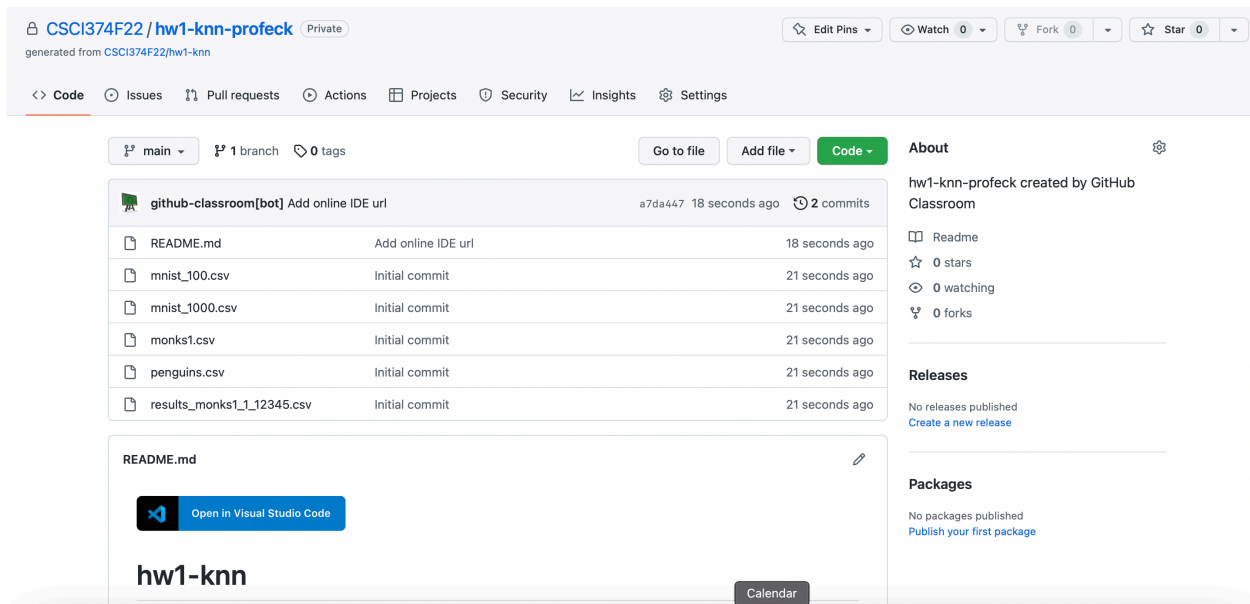 CSCI374F22 / hw1-knn-profeck Private
generated from CSCI374F22/hw1-knn
Edit Pins Watch 0 Fork 0 Star 0
Code Issues Pull requests Actions Projects Security Insights Settings
main 1 branch 0 tags Go to file Add file Code
github-classroom[bot] Add online IDE url a7da447 18 seconds ago 2 commits
README.md Add online IDE url 18 seconds ago
mnist_100.csv Initial commit 21 seconds ago
mnist_1000.csv Initial commit 21 seconds ago
monks1.csv Initial commit 21 seconds ago
penguins.csv Initial commit 21 seconds ago
results_monks1_1_12345.csv Initial commit 21 seconds ago
README.md
Open in Visual Studio Code
hw1-knn
Calendar
About
hw1-knn-profeck created by GitHub
Classroom
Readme
0 stars
0 watching
0 forks
Releases
No releases published
Create a new release
Packages
No packages published
Publish your first package